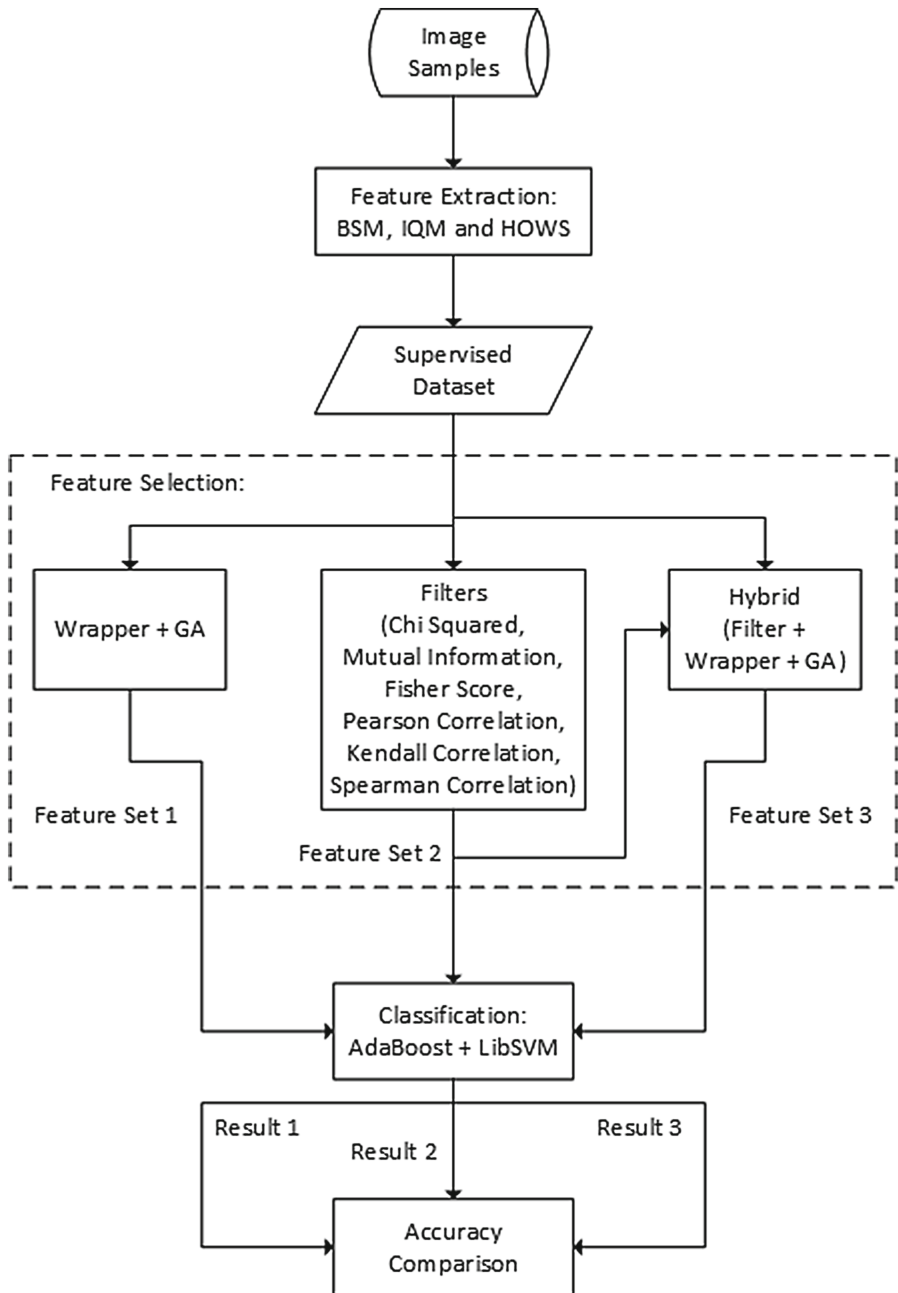 Image
Samples
Feature Extraction:
BSM, IQM and HOWS
Supervised
Dataset
Feature Selection:
Wrapper + GA
Filters
(Chi Squared,
Mutual Information,
Fisher Score,
Pearson Correlation,
Kendall Correlation,
Spearman Correlation)
Hybrid
(Filter +
Wrapper + GA)
Feature Set 1
Feature Set 2
Feature Set 3
Classification:
AdaBoost + LibSVM
Result 1
Result 2
Result 3
Accuracy
Comparison